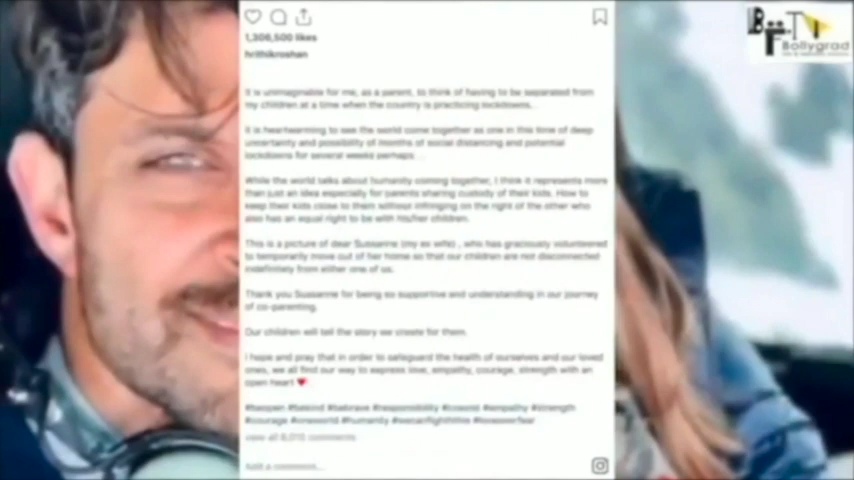 Bollygrad
1,308,500 likes
hrithikroshan
It is unimaginable for me, as a parent, to think of having to be separated from
my children at a time when the country is practicing lockdowns.
It is heartwarming to see the world come together as one in this time of deep
uncertainty and possibility of months of social distancing and potential
lockdowns for several weeks perhaps.
While the world talks about humanity coming together, I think it represents more
than just an idea especially for parents sharing custody of their kids. How to
keep their kids close to them without infringing on the right of the other who
also has an equal right to be with his/her children.
This is a picture of dear Sussanne (my ex wife) , who has graciously volunteered
to temporarily move out of her home so that our children are not disconnected
indefinitely from either one of us.
Thank you Sussanne for being so supportive and understanding in our journey
of co-parenting.
Our children will tell the story we create for them.
I hope and pray that in order to safeguard the health of ourselves and our loved
ones, we all find our way to express love, empathy, courage, strength with an
open heart ❤️
#beopen #bekind #bebrave #responsibility #coexist #empathy #strength
#courage #oneworld #humanity #wecanfightthis #loveoverfear
view all comments
Add a comment...